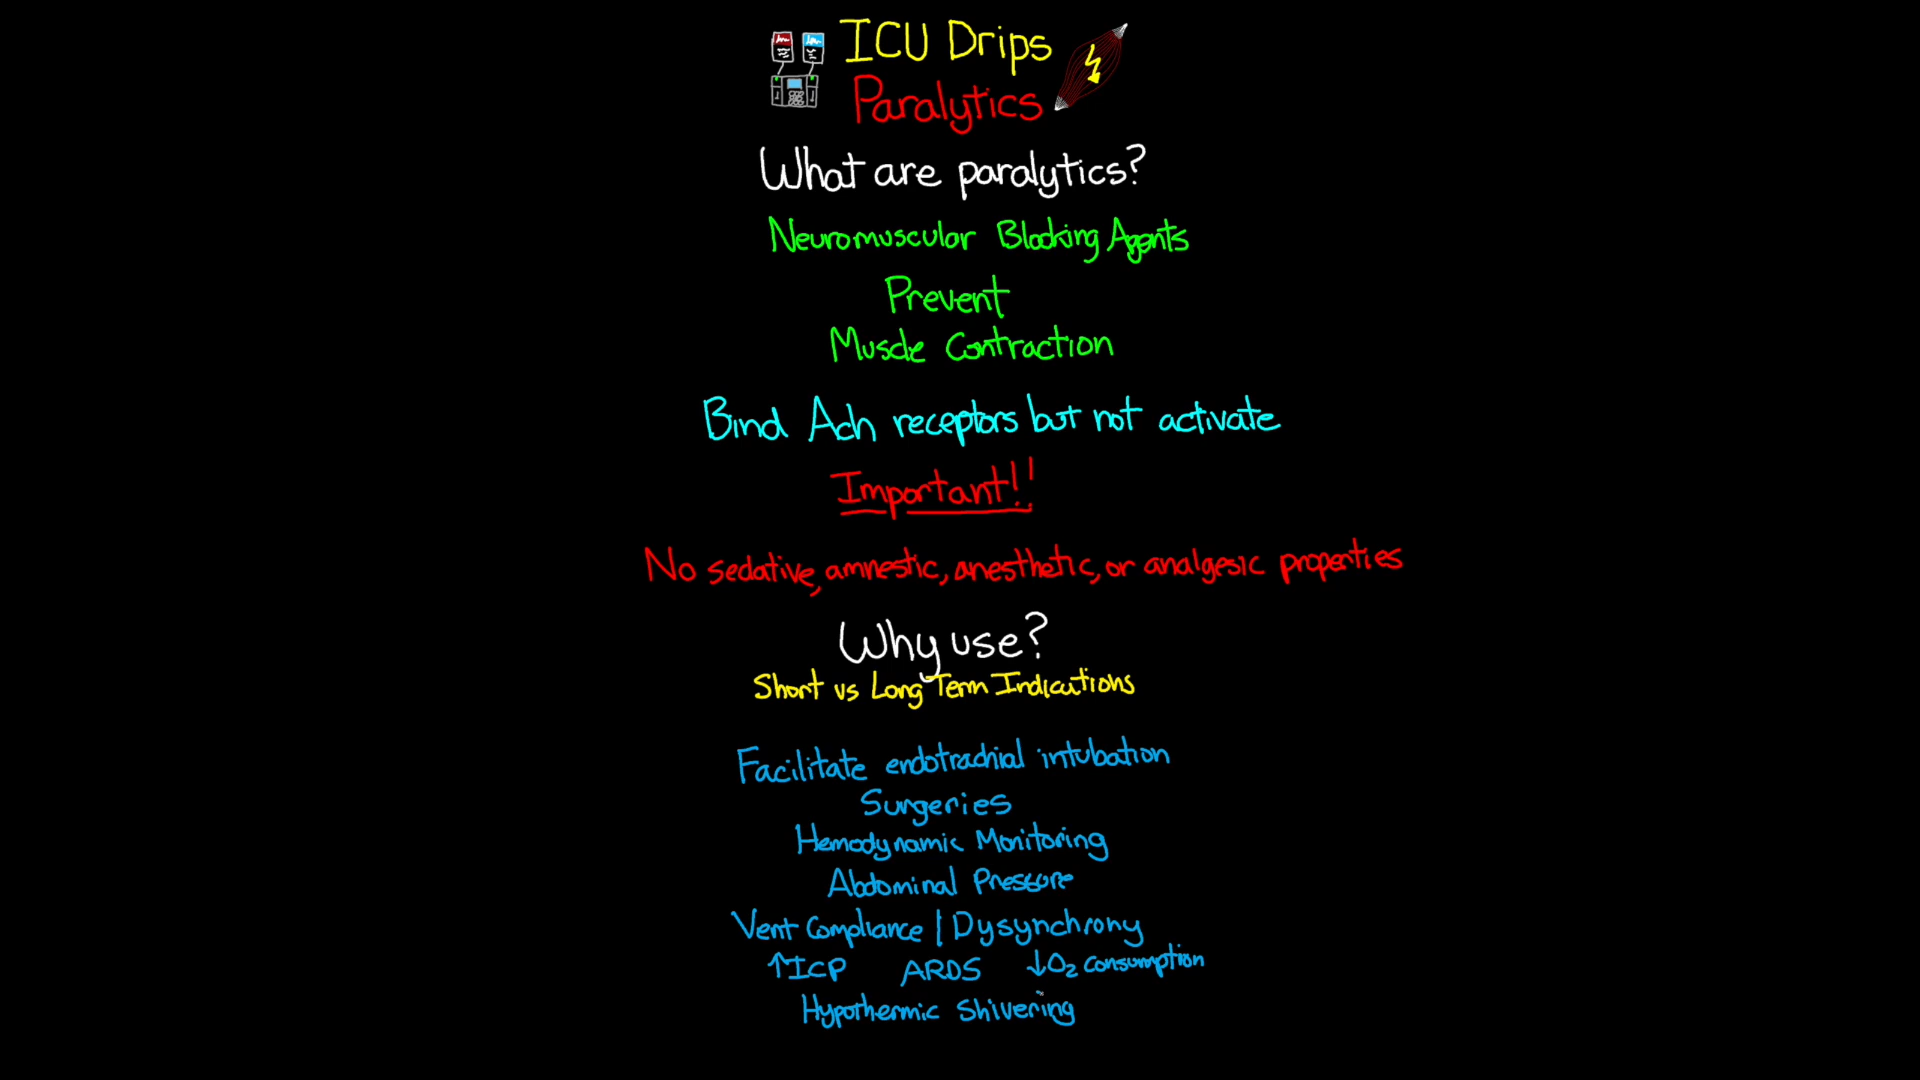 ICU Drips
Paralytics
What are paralytics?
Neuromuscular Blocking Agents
Prevent
Muscle Contraction
Bind Ach receptors but not activate
Important!!
No sedative, amnestic, anesthetic, or analgesic properties
Why use?
Short vs Long Term Indications
Facilitate endotrachial intubation
Surgeries
Hemodynamic Monitoring
Abdominal Pressure
Vent Compliance | Dysynchrony
↑ICP ARDS ↓O₂ consumption
Hypothermic Shivering